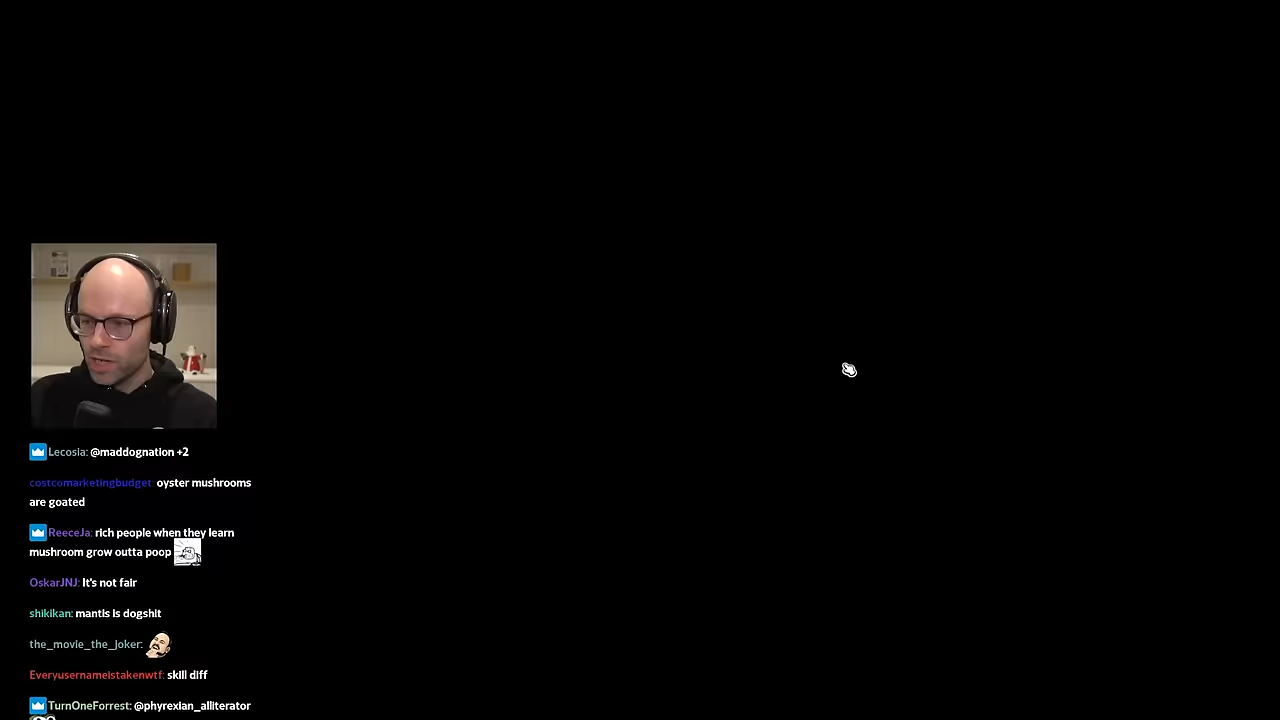 Lecosia: @maddognation +2
costcomarketingbudget: oyster mushrooms
are goated
ReeceJa: rich people when they learn
mushroom grow outta poop
OskarJNJ: It's not fair
shikikan: mantis is dogshit
the_movie_the_joker:
Everyusernameistakenwtf: skill diff
TurnOneForrest: @phyrexian_alliterator